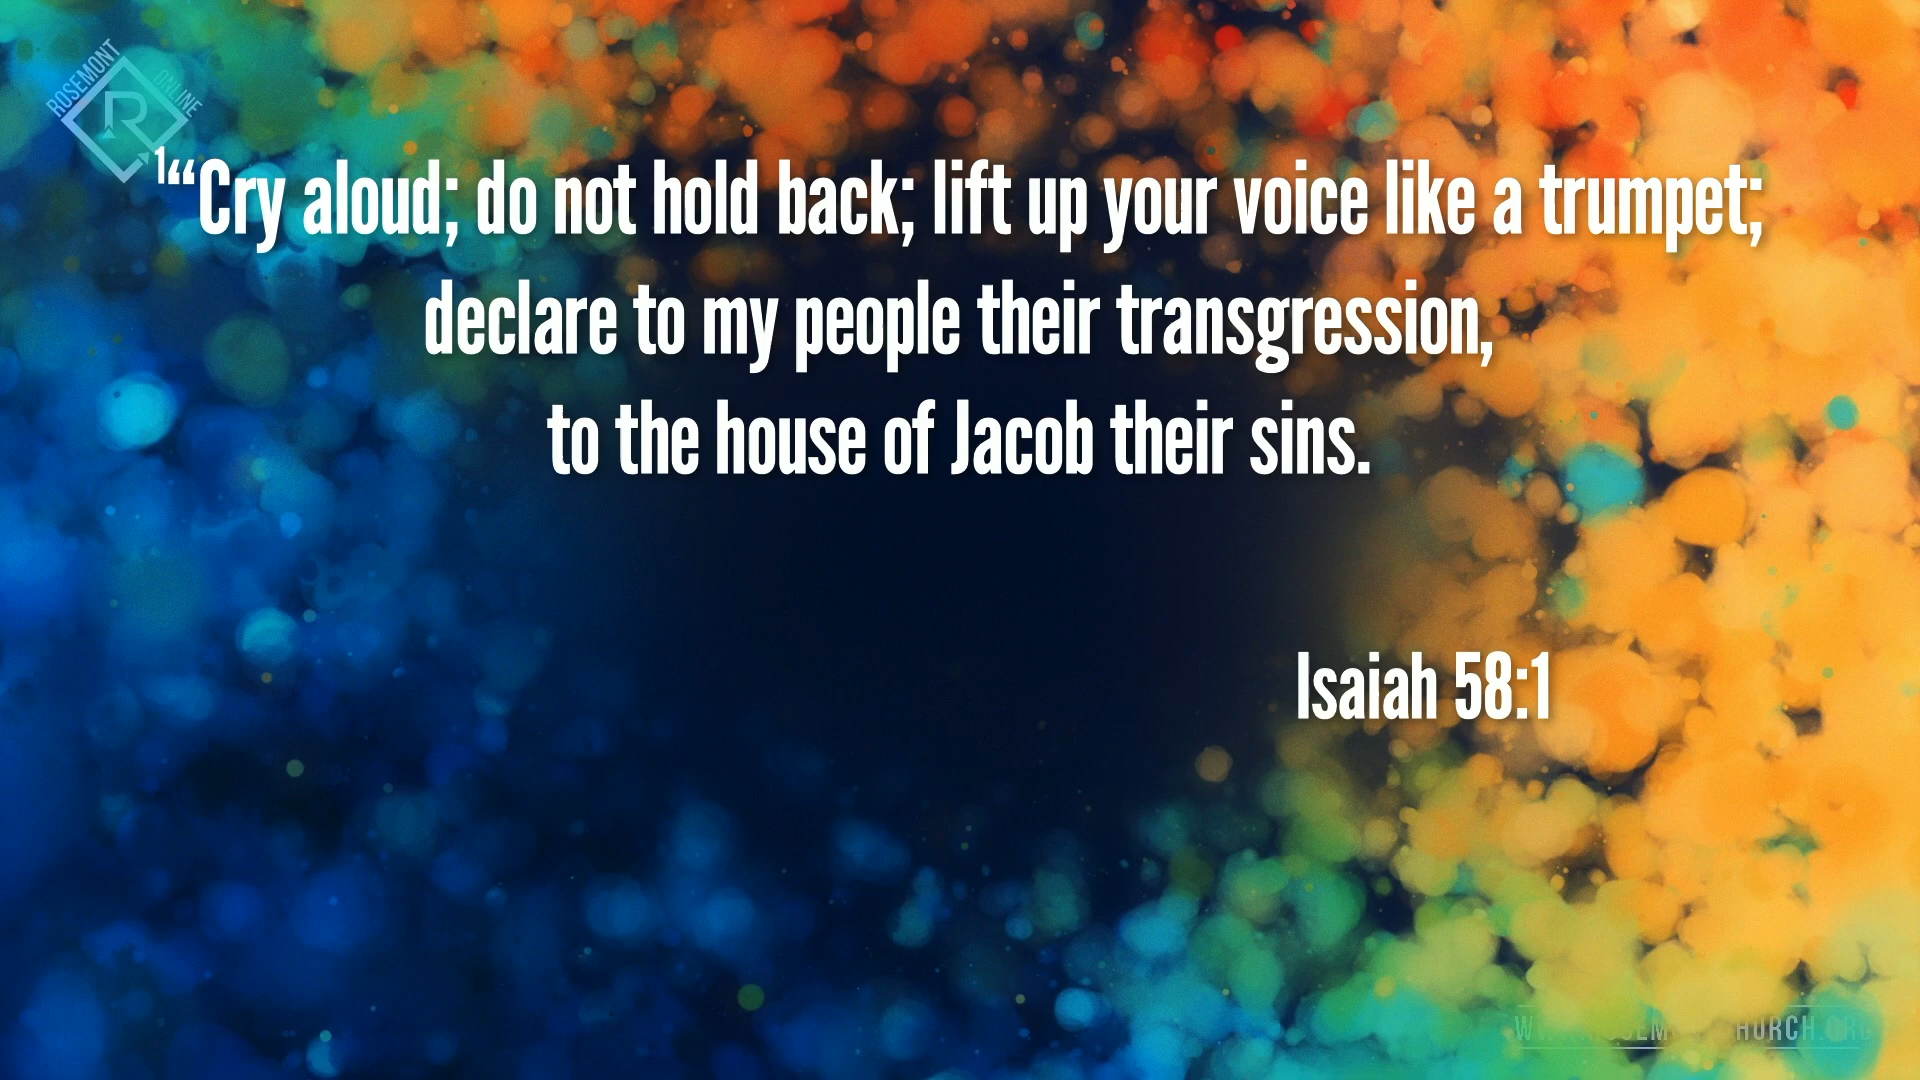 ROSEMONT ONLINE
R
1“Cry aloud; do not hold back; lift up your voice like a trumpet;
declare to my people their transgression,
to the house of Jacob their sins.
Isaiah 58:1